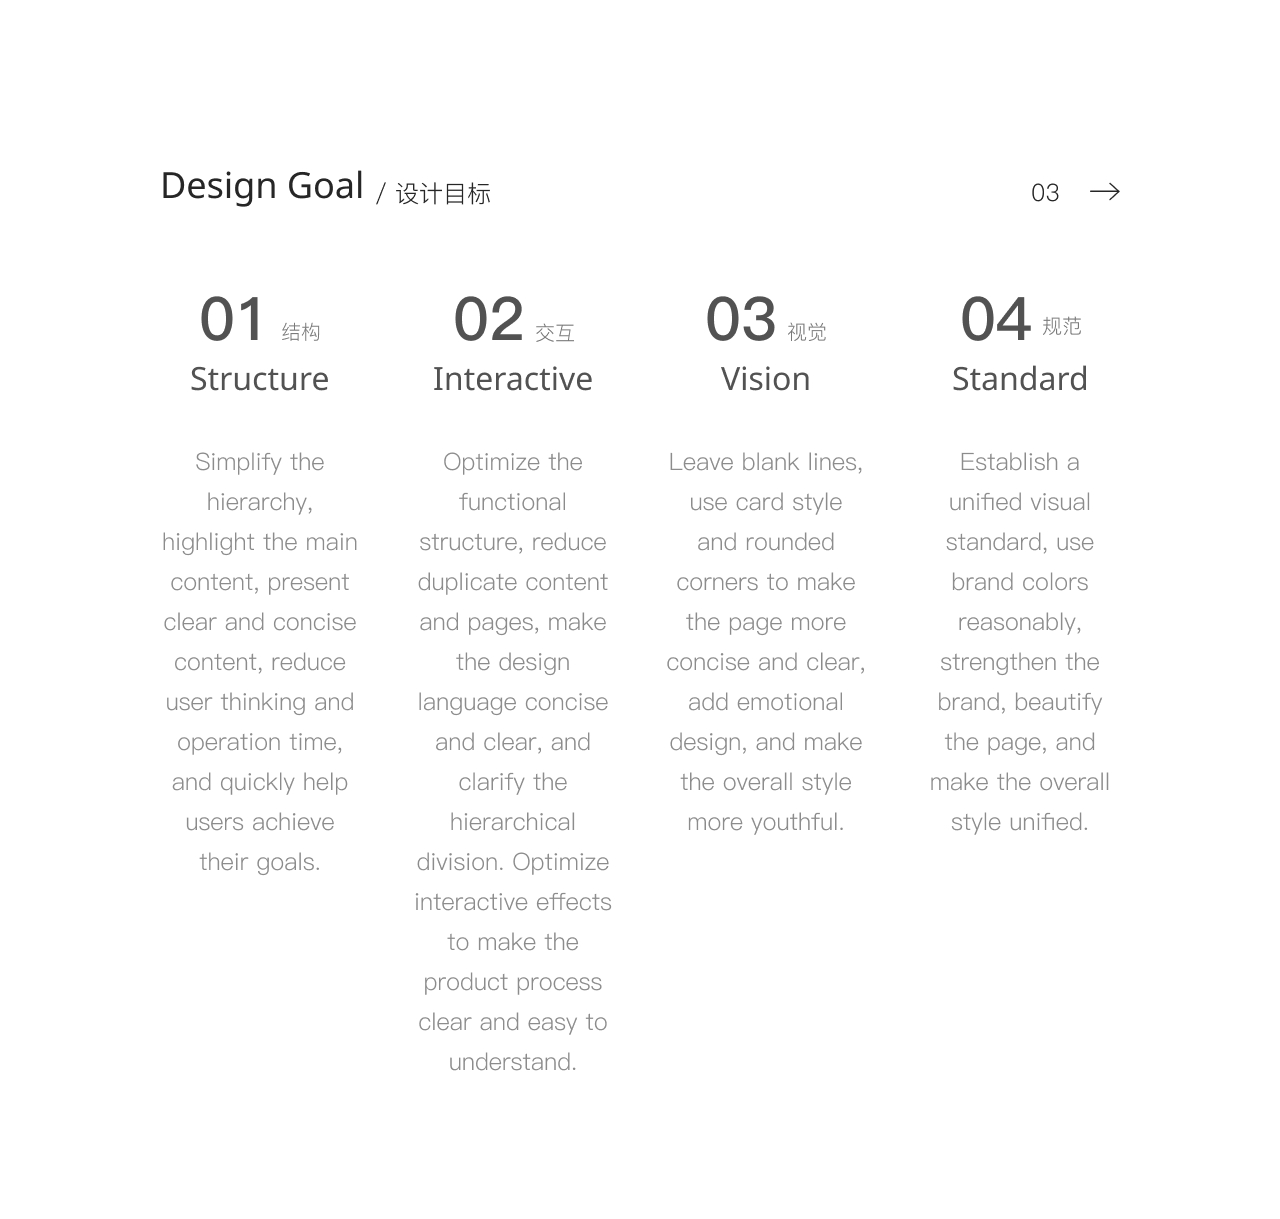 Design Goal / 设计目标
03 →
01 结构
Structure
Simplify the
hierarchy,
highlight the main
content, present
clear and concise
content, reduce
user thinking and
operation time,
and quickly help
users achieve
their goals.
02 交互
Interactive
Optimize the
functional
structure, reduce
duplicate content
and pages, make
the design
language concise
and clear, and
clarify the
hierarchical
division. Optimize
interactive effects
to make the
product process
clear and easy to
understand.
03 视觉
Vision
Leave blank lines,
use card style
and rounded
corners to make
the page more
concise and clear,
add emotional
design, and make
the overall style
more youthful.
04 规范
Standard
Establish a
unified visual
standard, use
brand colors
reasonably,
strengthen the
brand, beautify
the page, and
make the overall
style unified.